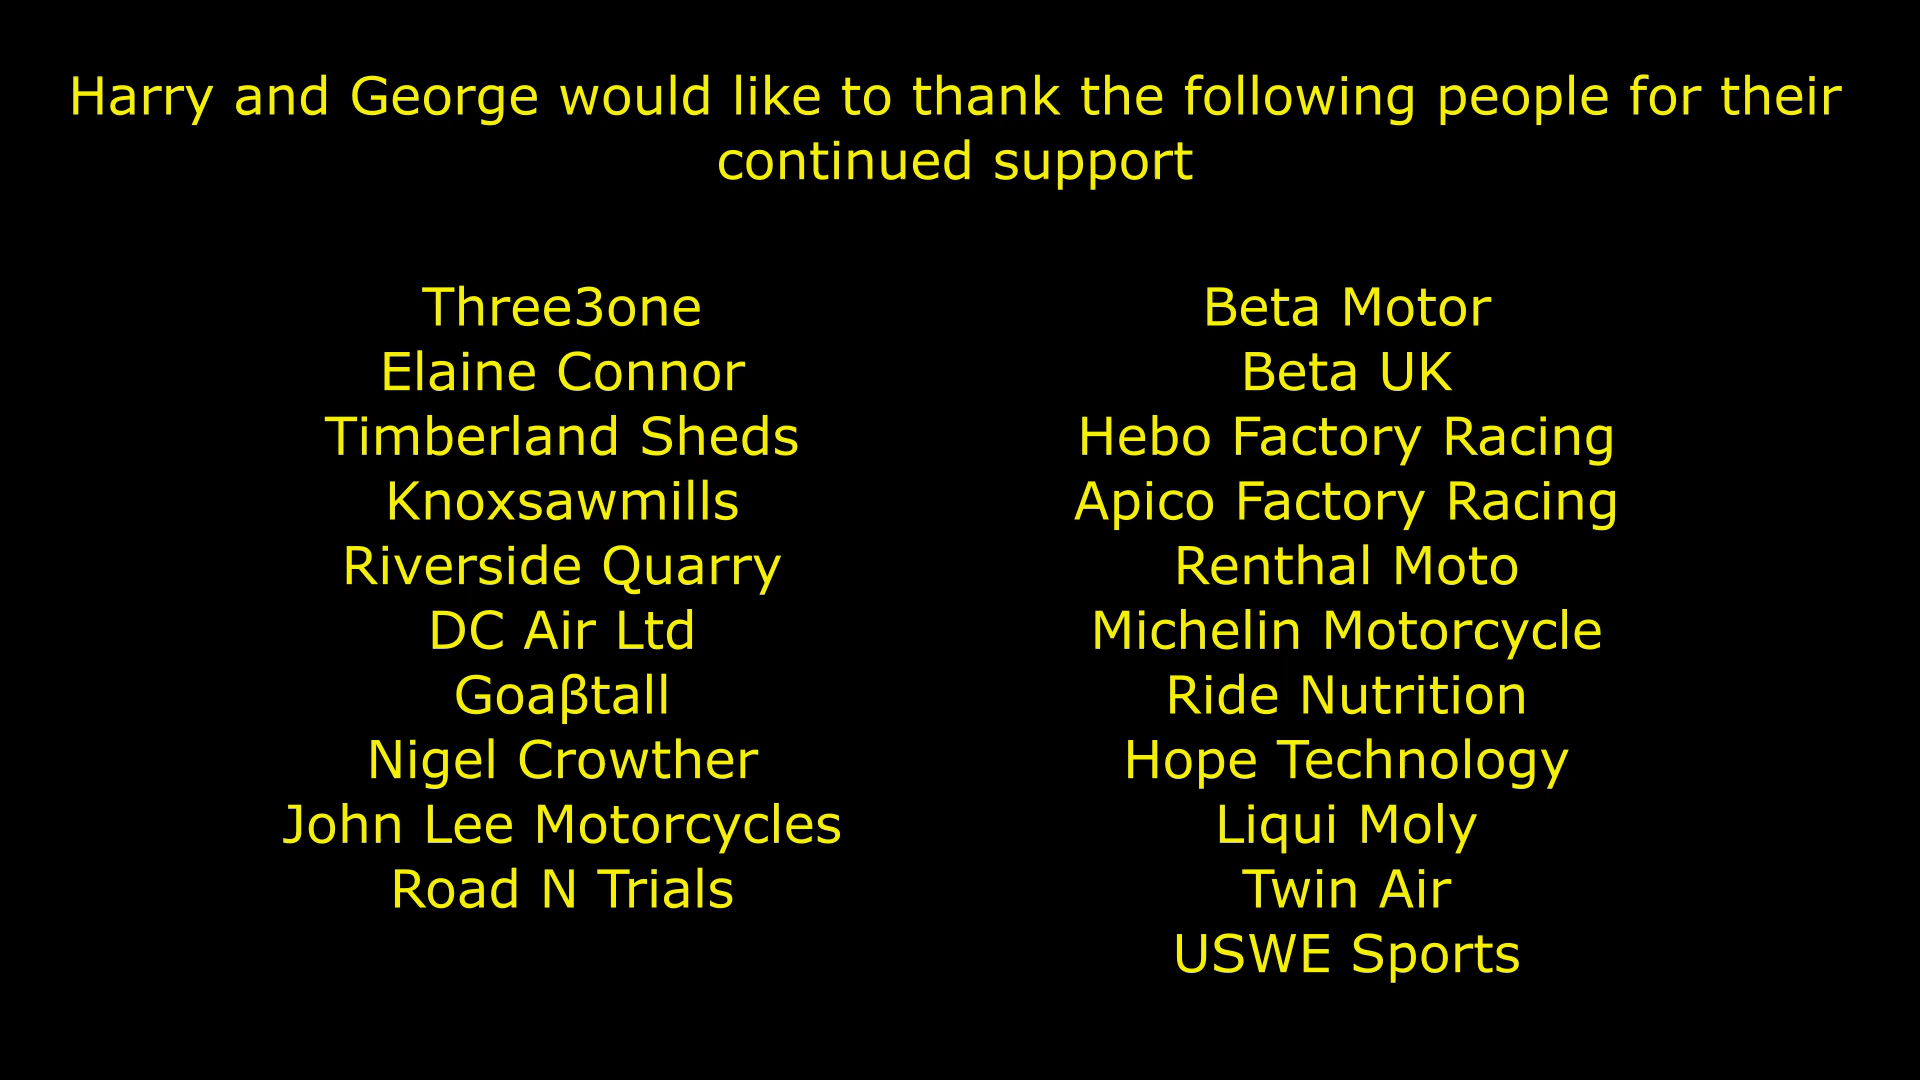 Harry and George would like to thank the following people for their
continued support
Three3one
Elaine Connor
Timberland Sheds
Knoxsawmills
Riverside Quarry
DC Air Ltd
Goaβtall
Nigel Crowther
John Lee Motorcycles
Road N Trials
Beta Motor
Beta UK
Hebo Factory Racing
Apico Factory Racing
Renthal Moto
Michelin Motorcycle
Ride Nutrition
Hope Technology
Liqui Moly
Twin Air
USWE Sports